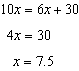 10x = 6x + 30
4x = 30
x = 7.5